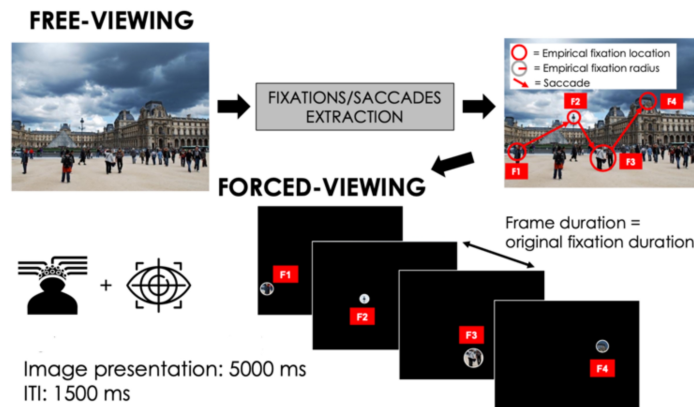 FREE-VIEWING
FIXATIONS/SACCADES
EXTRACTION
= Empirical fixation location
= Empirical fixation radius
= Saccade
F2
F4
F1
F3
FORCED-VIEWING
Frame duration =
original fixation duration
F1
F2
F3
F4
+
Image presentation: 5000 ms
ITI: 1500 ms